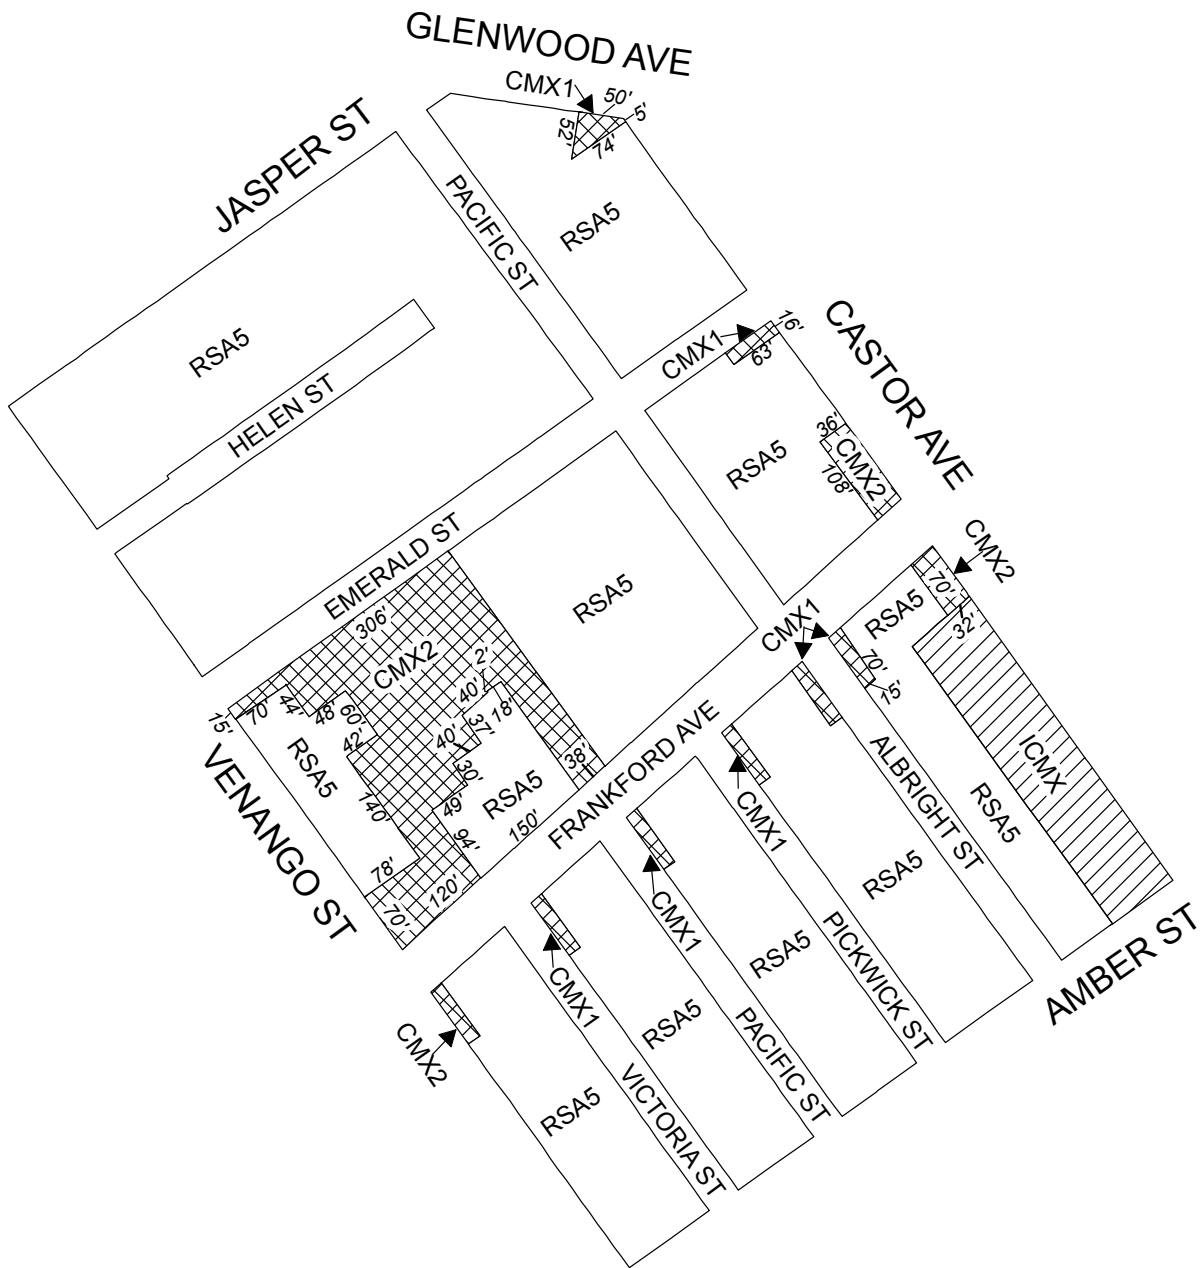 GLENWOOD AVE
CMX1
50'
5'
52'
74'
JASPER ST
PACIFIC ST
RSA5
RSA5
HELEN ST
CMX1
16'
63'
CASTOR AVE
36'
RSA5
CMX2
108'
EMERALD ST
RSA5
CMX2
70'
32'
RSA5
CMX1
70'
15'
306'
CMX2
2'
40'
18'
37'
40'
30'
49'
94'
38'
15'
70'
44'
48'
60'
42'
RSA5
140'
78'
70'
120'
RSA5
150'
VENANGO ST
FRANKFORD AVE
ALBRIGHT ST
ICMX
RSA5
CMX1
RSA5
CMX1
PICKWICK ST
AMBER ST
RSA5
CMX1
RSA5
PACIFIC ST
CMX2
RSA5
VICTORIA ST